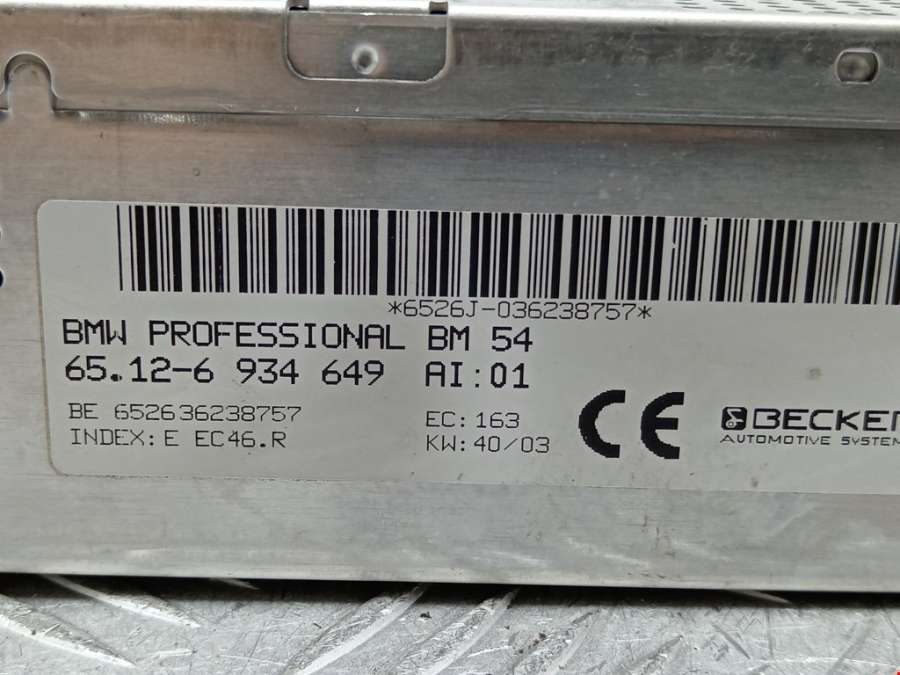 *6526J-036238757*
BMW PROFESSIONAL BM 54
65.12-6 934 649 AI:01
BE 652636238757
INDEX: E EC46.R
EC: 163
KW: 40/03
CE
BECKER
AUTOMOTIVE SYSTEM